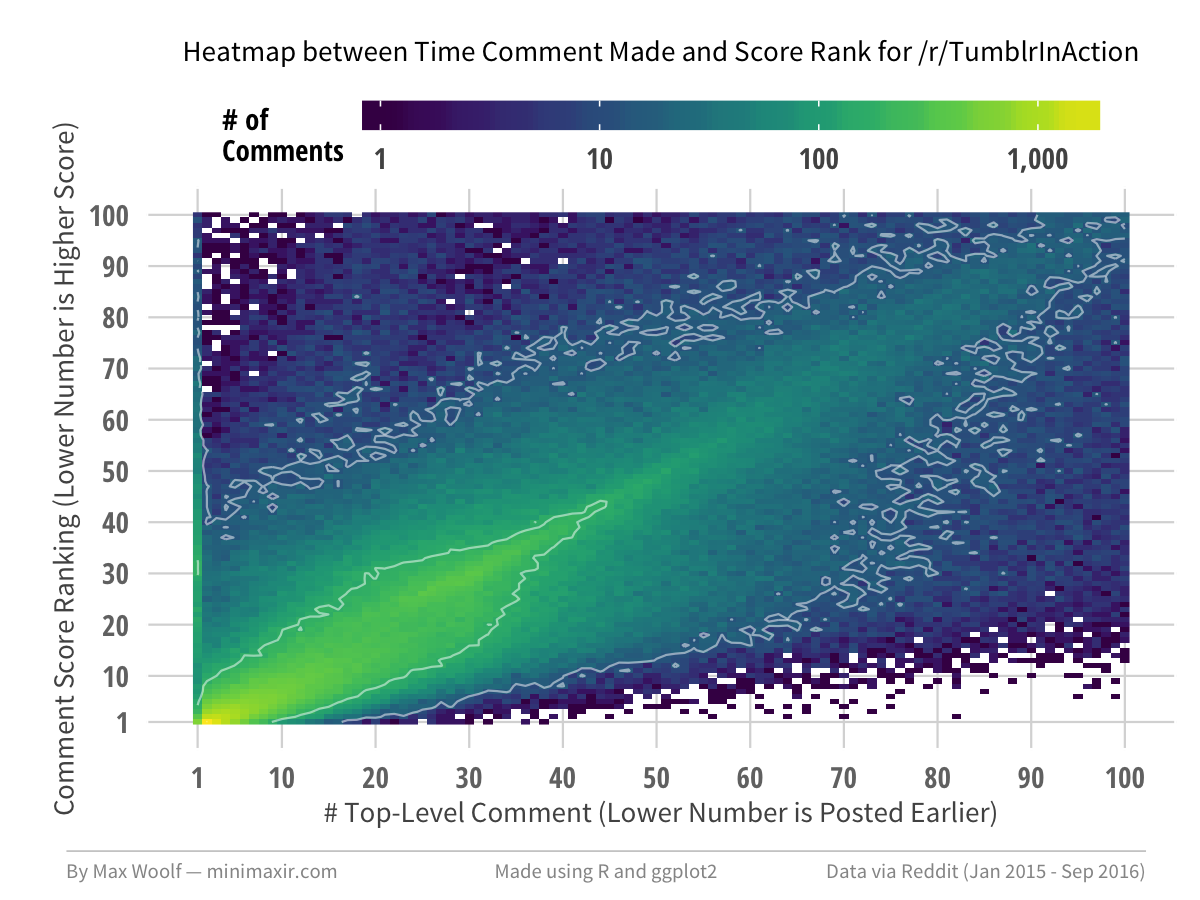 Heatmap between Time Comment Made and Score Rank for /r/TumblrInAction
# of
Comments
1 10 100 1,000
Comment Score Ranking (Lower Number is Higher Score)
100
90
80
70
60
50
40
30
20
10
1
1 10 20 30 40 50 60 70 80 90 100
# Top-Level Comment (Lower Number is Posted Earlier)
By Max Woolf — minimaxir.com Made using R and ggplot2 Data via Reddit (Jan 2015 - Sep 2016)